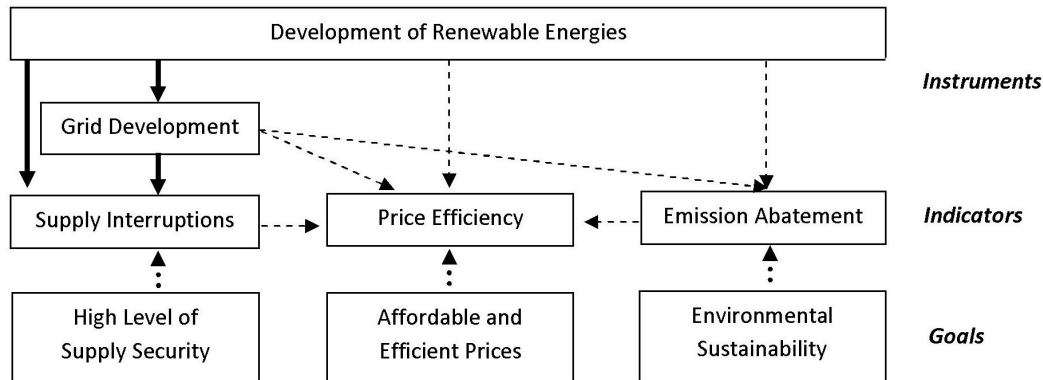 Development of Renewable Energies
Instruments
Grid Development
Supply Interruptions
Price Efficiency
Emission Abatement
Indicators
High Level of
Supply Security
Affordable and
Efficient Prices
Environmental
Sustainability
Goals